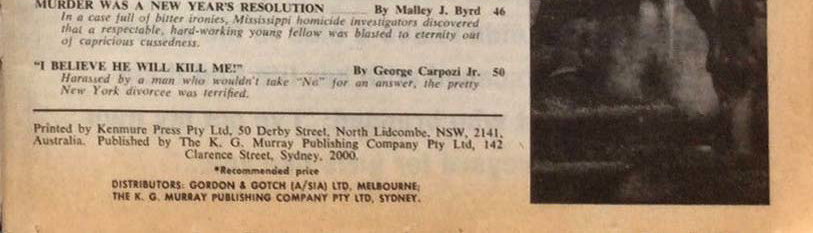 MURDER WAS A NEW YEAR'S RESOLUTION By Malley J. Byrd 46
In a case full of bitter ironies, Mississippi homicide investigators discovered
that a respectable, hard-working young fellow was blasted to eternity out
of capricious cussedness.
"I BELIEVE HE WILL KILL ME!" By George Carpozi Jr. 50
Harassed by a man who wouldn't take "No" for an answer, the pretty
New York divorcee was terrified.
Printed by Kenmure Press Pty Ltd, 50 Derby Street, North Lidcombe, NSW, 2141,
Australia. Published by The K. G. Murray Publishing Company Pty Ltd, 142
Clarence Street, Sydney, 2000.
*Recommended price
DISTRIBUTORS: GORDON & GOTCH (A/SIA) LTD, MELBOURNE;
THE K. G. MURRAY PUBLISHING COMPANY PTY LTD, SYDNEY.